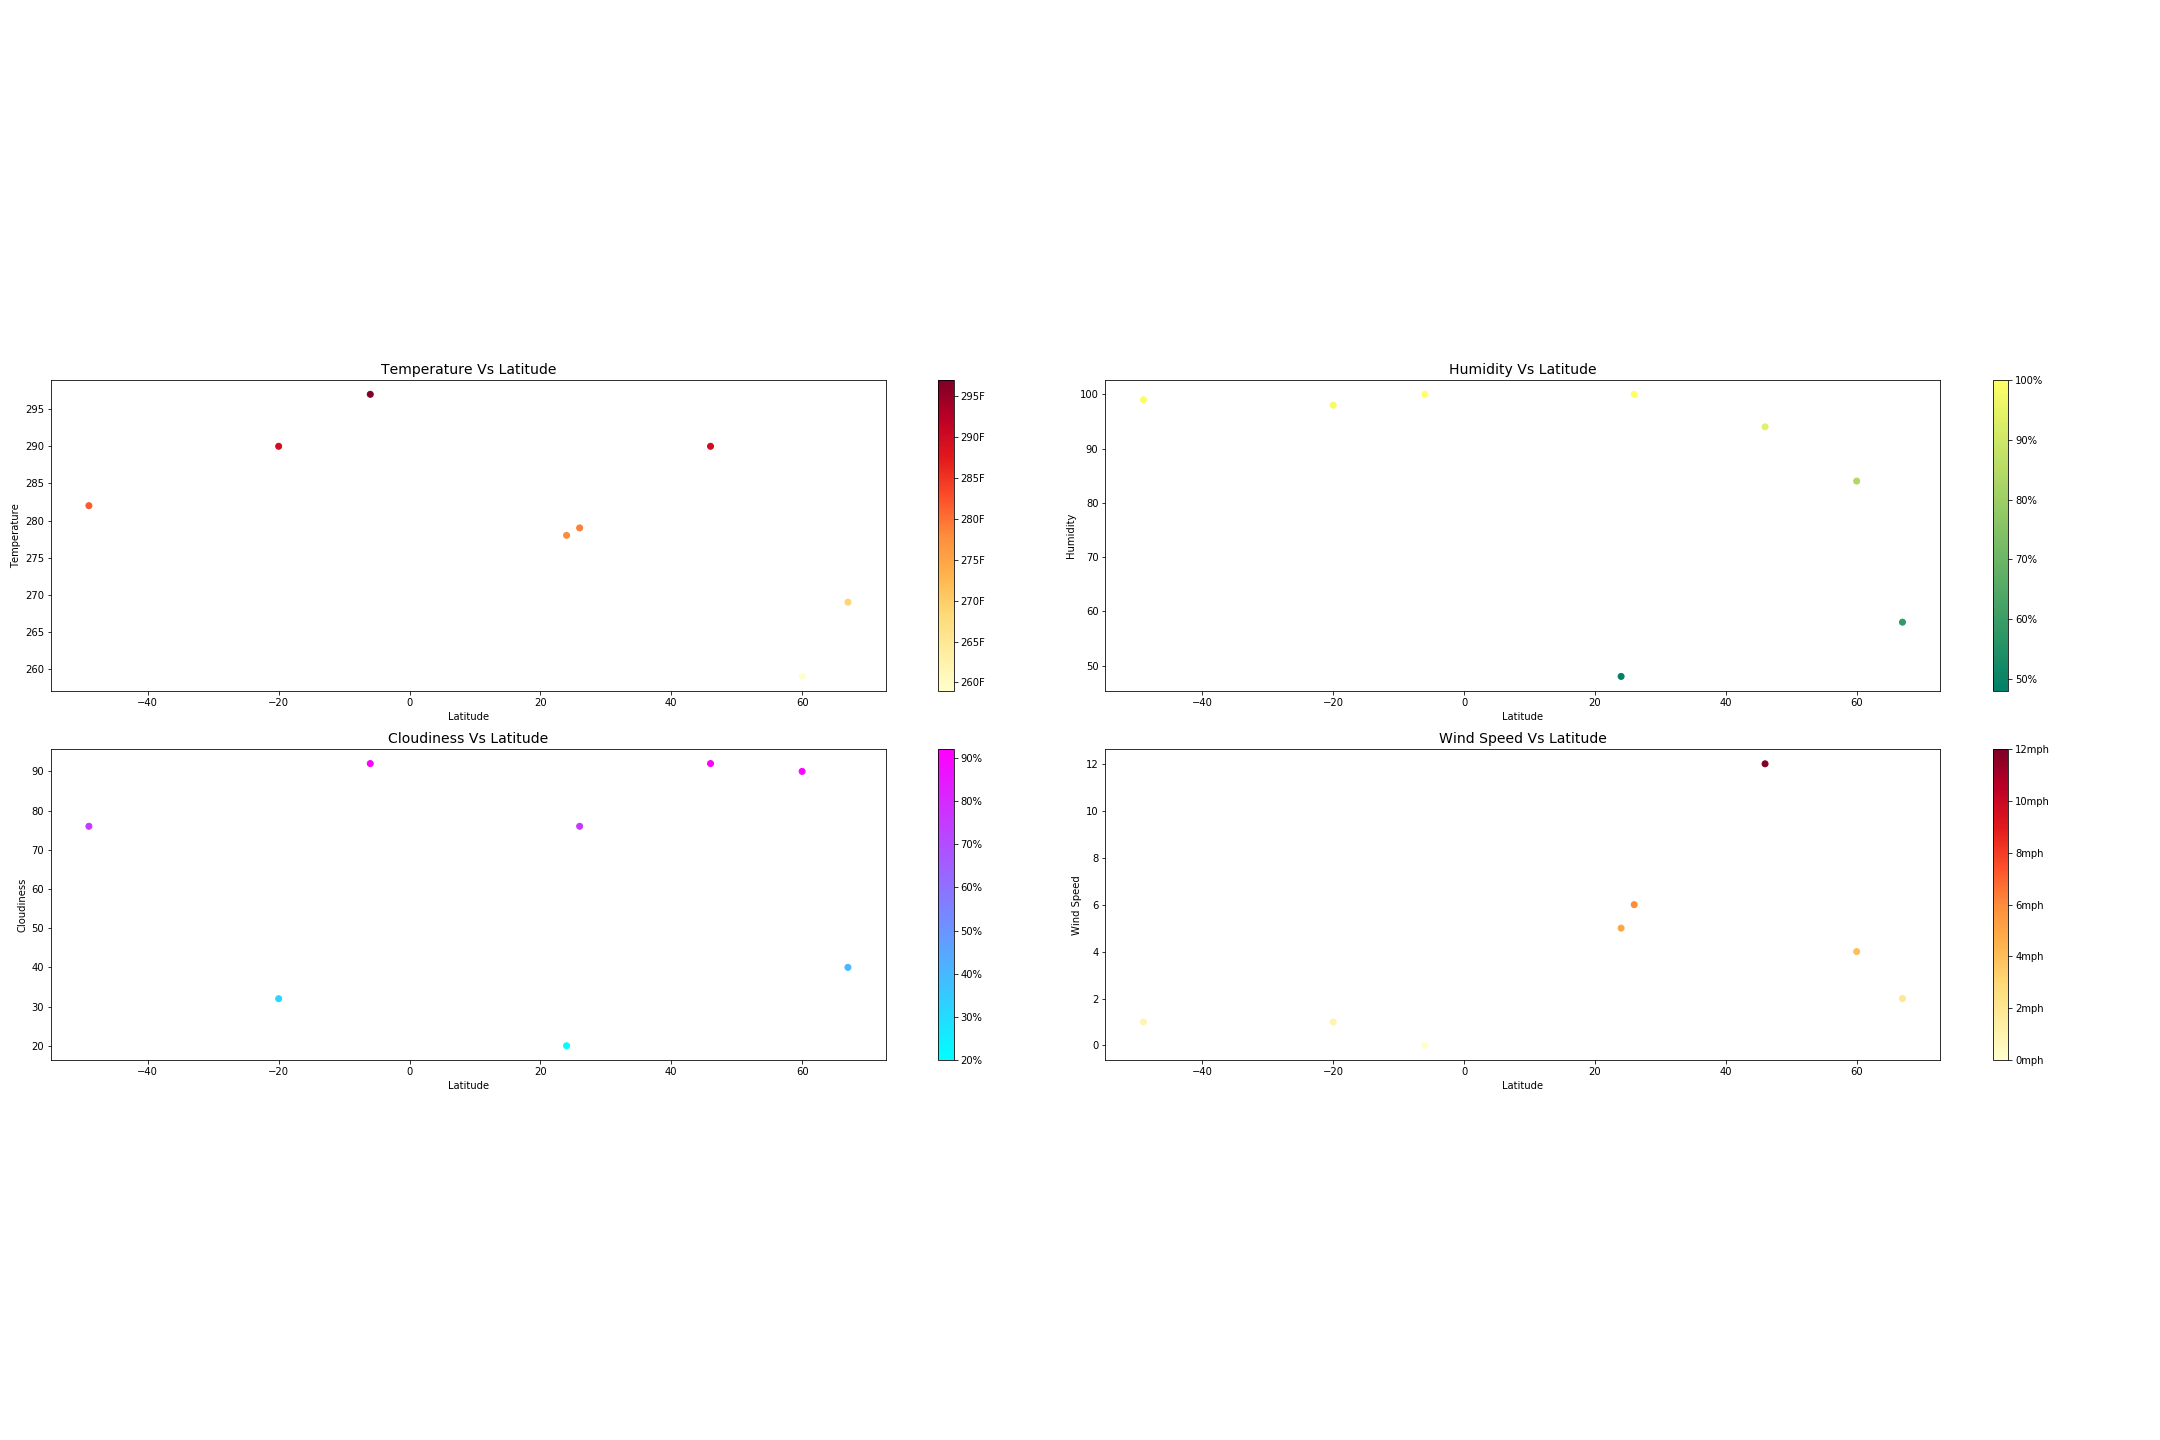 Temperature Vs Latitude
Temperature
295
290
285
280
275
270
265
260
−40
−20
0
20
40
60
Latitude
295F
290F
285F
280F
275F
270F
265F
260F
Humidity Vs Latitude
Humidity
100
90
80
70
60
50
−40
−20
0
20
40
60
Latitude
100%
90%
80%
70%
60%
50%
Cloudiness Vs Latitude
Cloudiness
90
80
70
60
50
40
30
20
−40
−20
0
20
40
60
Latitude
90%
80%
70%
60%
50%
40%
30%
20%
Wind Speed Vs Latitude
Wind Speed
12
10
8
6
4
2
0
−40
−20
0
20
40
60
Latitude
12mph
10mph
8mph
6mph
4mph
2mph
0mph